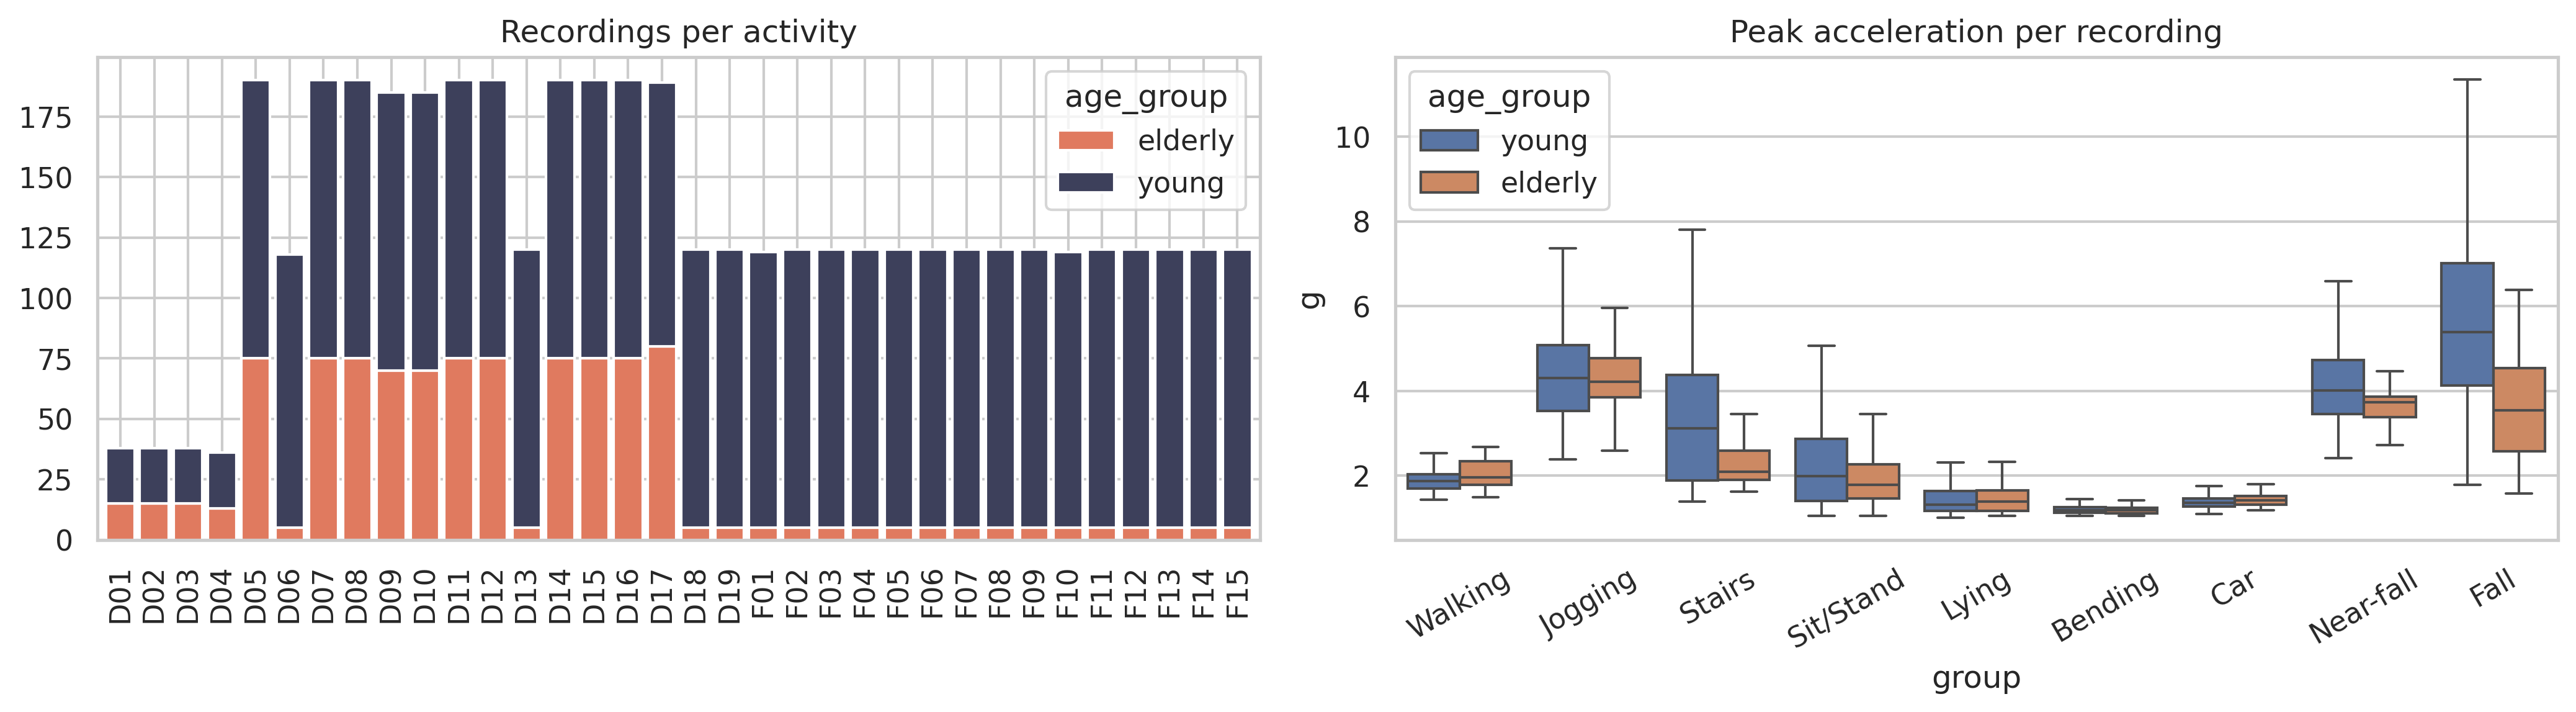 Recordings per activity
175
150
125
100
75
50
25
0
age_group
elderly
young
D01
D02
D03
D04
D05
D06
D07
D08
D09
D10
D11
D12
D13
D14
D15
D16
D17
D18
D19
F01
F02
F03
F04
F05
F06
F07
F08
F09
F10
F11
F12
F13
F14
F15
Peak acceleration per recording
g
10
8
6
4
2
age_group
young
elderly
Walking
Jogging
Stairs
Sit/Stand
Lying
Bending
Car
Near-fall
Fall
group